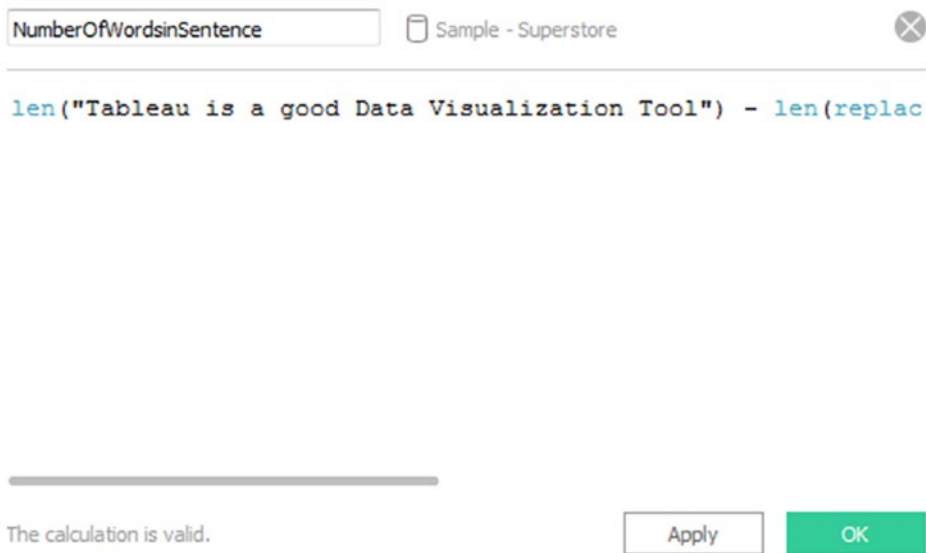 NumberOfWordsinSentence Sample - Superstore
len("Tableau is a good Data Visualization Tool") - len(replac
The calculation is valid. Apply OK